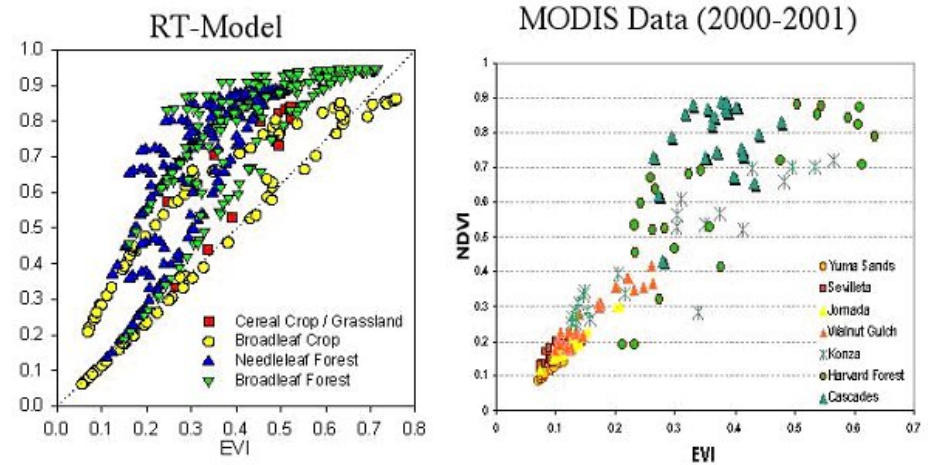 RT-Model
1.0
0.9
0.8
0.7
0.6
0.5
0.4
0.3
0.2
0.1
0.0
Cereal Crop / Grassland
Broadleaf Crop
Needleleaf Forest
Broadleaf Forest
0.0 0.1 0.2 0.3 0.4 0.5 0.6 0.7 0.8
EVI
MODIS Data (2000-2001)
NDVI
1
0.9
0.8
0.7
0.6
0.5
0.4
0.3
0.2
0.1
0
Yuma Sands
Sevilleta
Jornada
Walnut Gulch
Konza
Harvard Forest
Cascades
0 0.1 0.2 0.3 0.4 0.5 0.6 0.7
EVI